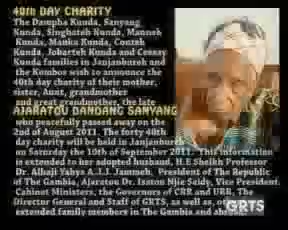 40th DAY CHARITY
The Dampha Kunda, Sanyang
Kunda, Singhateh Kunda, Manneh
Kunda, Manka Kunda, Conteh
Kunda, Jobarteh Kunda and Ceesay
Kunda families in Janjanbureh and
the Kombos wish to announce the
40th day charity of their mother,
sister, Aunt, grandmother
and great grandmother, the late
AJARATOU DANDANG SANYANG
who peacefully passed away on the
2nd of August 2011. The forty 40th
day charity will be held in Janjanbureh
on Saturday the 10th of September 2011. This information
is extended to her adopted husband, H.E Sheikh Professor
Dr. Alhaji Yahya A.J.J. Jammeh, President of The Republic
of The Gambia, Ajaratou Dr. Isatou Njie Saidy, Vice President,
Cabinet Ministers, the Governors of CRR and URR, The
Director General and Staff of GRTS, as well as, other
extended family members in The Gambia and abroad
GRTS